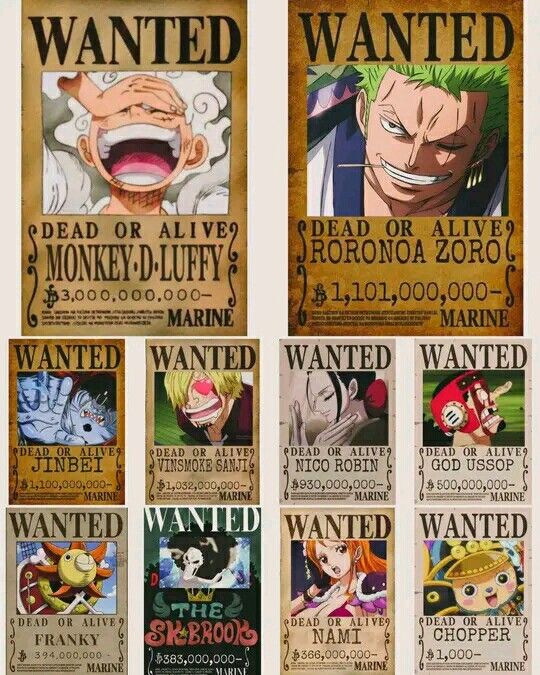 WANTED
DEAD OR ALIVE
MONKEY·D·LUFFY
฿3,000,000,000-
MARINE
WANTED
DEAD OR ALIVE
RORONOA ZORO
฿1,101,000,000-
MARINE
WANTED
DEAD OR ALIVE
JINBEI
฿1,100,000,000-
MARINE
WANTED
DEAD OR ALIVE
VINSMOKE SANJI
฿1,032,000,000-
MARINE
WANTED
DEAD OR ALIVE
NICO ROBIN
฿930,000,000-
MARINE
WANTED
DEAD OR ALIVE
GOD USSOP
฿500,000,000-
MARINE
WANTED
DEAD OR ALIVE
FRANKY
฿394,000,000-
MARINE
WANTED
D
THE
SK BROOK
฿383,000,000-
MARINE
WANTED
DEAD OR ALIVE
NAMI
฿366,000,000-
MARINE
WANTED
DEAD OR ALIVE
CHOPPER
฿1,000-
MARINE